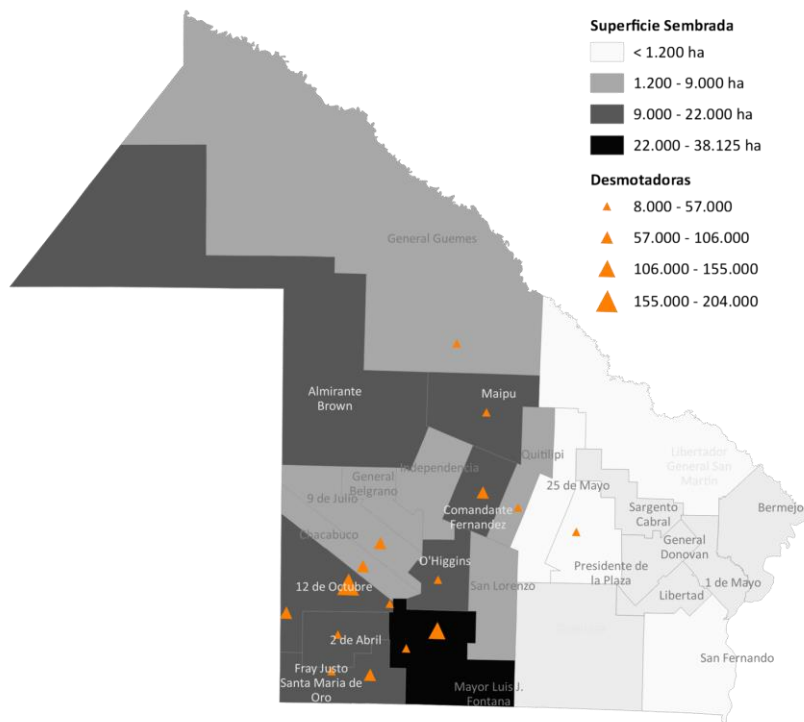 Superficie Sembrada
< 1.200 ha
1.200 - 9.000 ha
9.000 - 22.000 ha
22.000 - 38.125 ha
Desmotadoras
8.000 - 57.000
57.000 - 106.000
106.000 - 155.000
155.000 - 204.000
General Guemes
Almirante
Brown
Maipu
Libertador
General San
Martín
Quitilipi
Independencia
General
Belgrano
25 de Mayo
9 de Julio
Sargento
Cabral
Bermejo
Comandante
Fernandez
Chacabuco
General
Donovan
O'Higgins
Presidente de
la Plaza
12 de Octubre
San Lorenzo
1 de Mayo
Libertad
2 de Abril
San Fernando
Fray Justo
Santa Maria de
Oro
Mayor Luis J.
Fontana